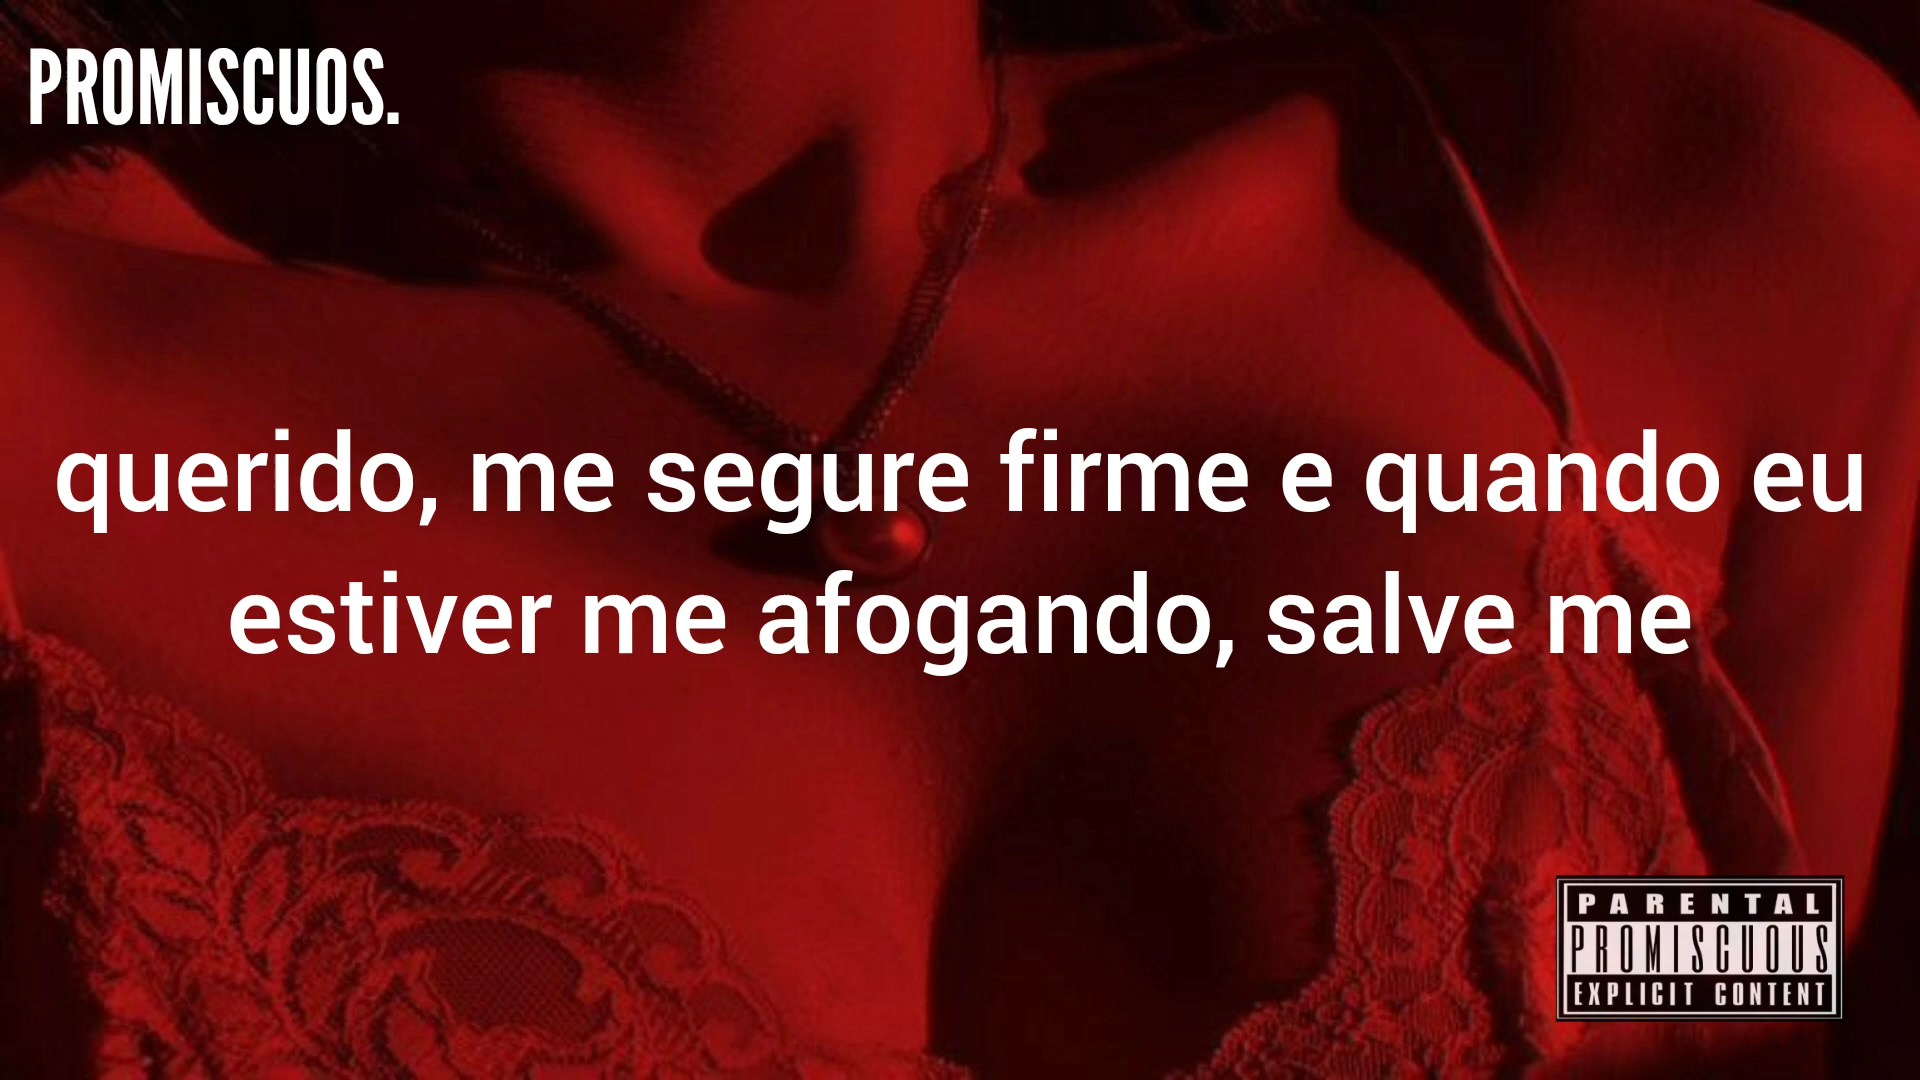 PROMISCUOS.
querido, me segure firme e quando eu
estiver me afogando, salve me
PARENTAL
PROMISCUOUS
EXPLICIT CONTENT